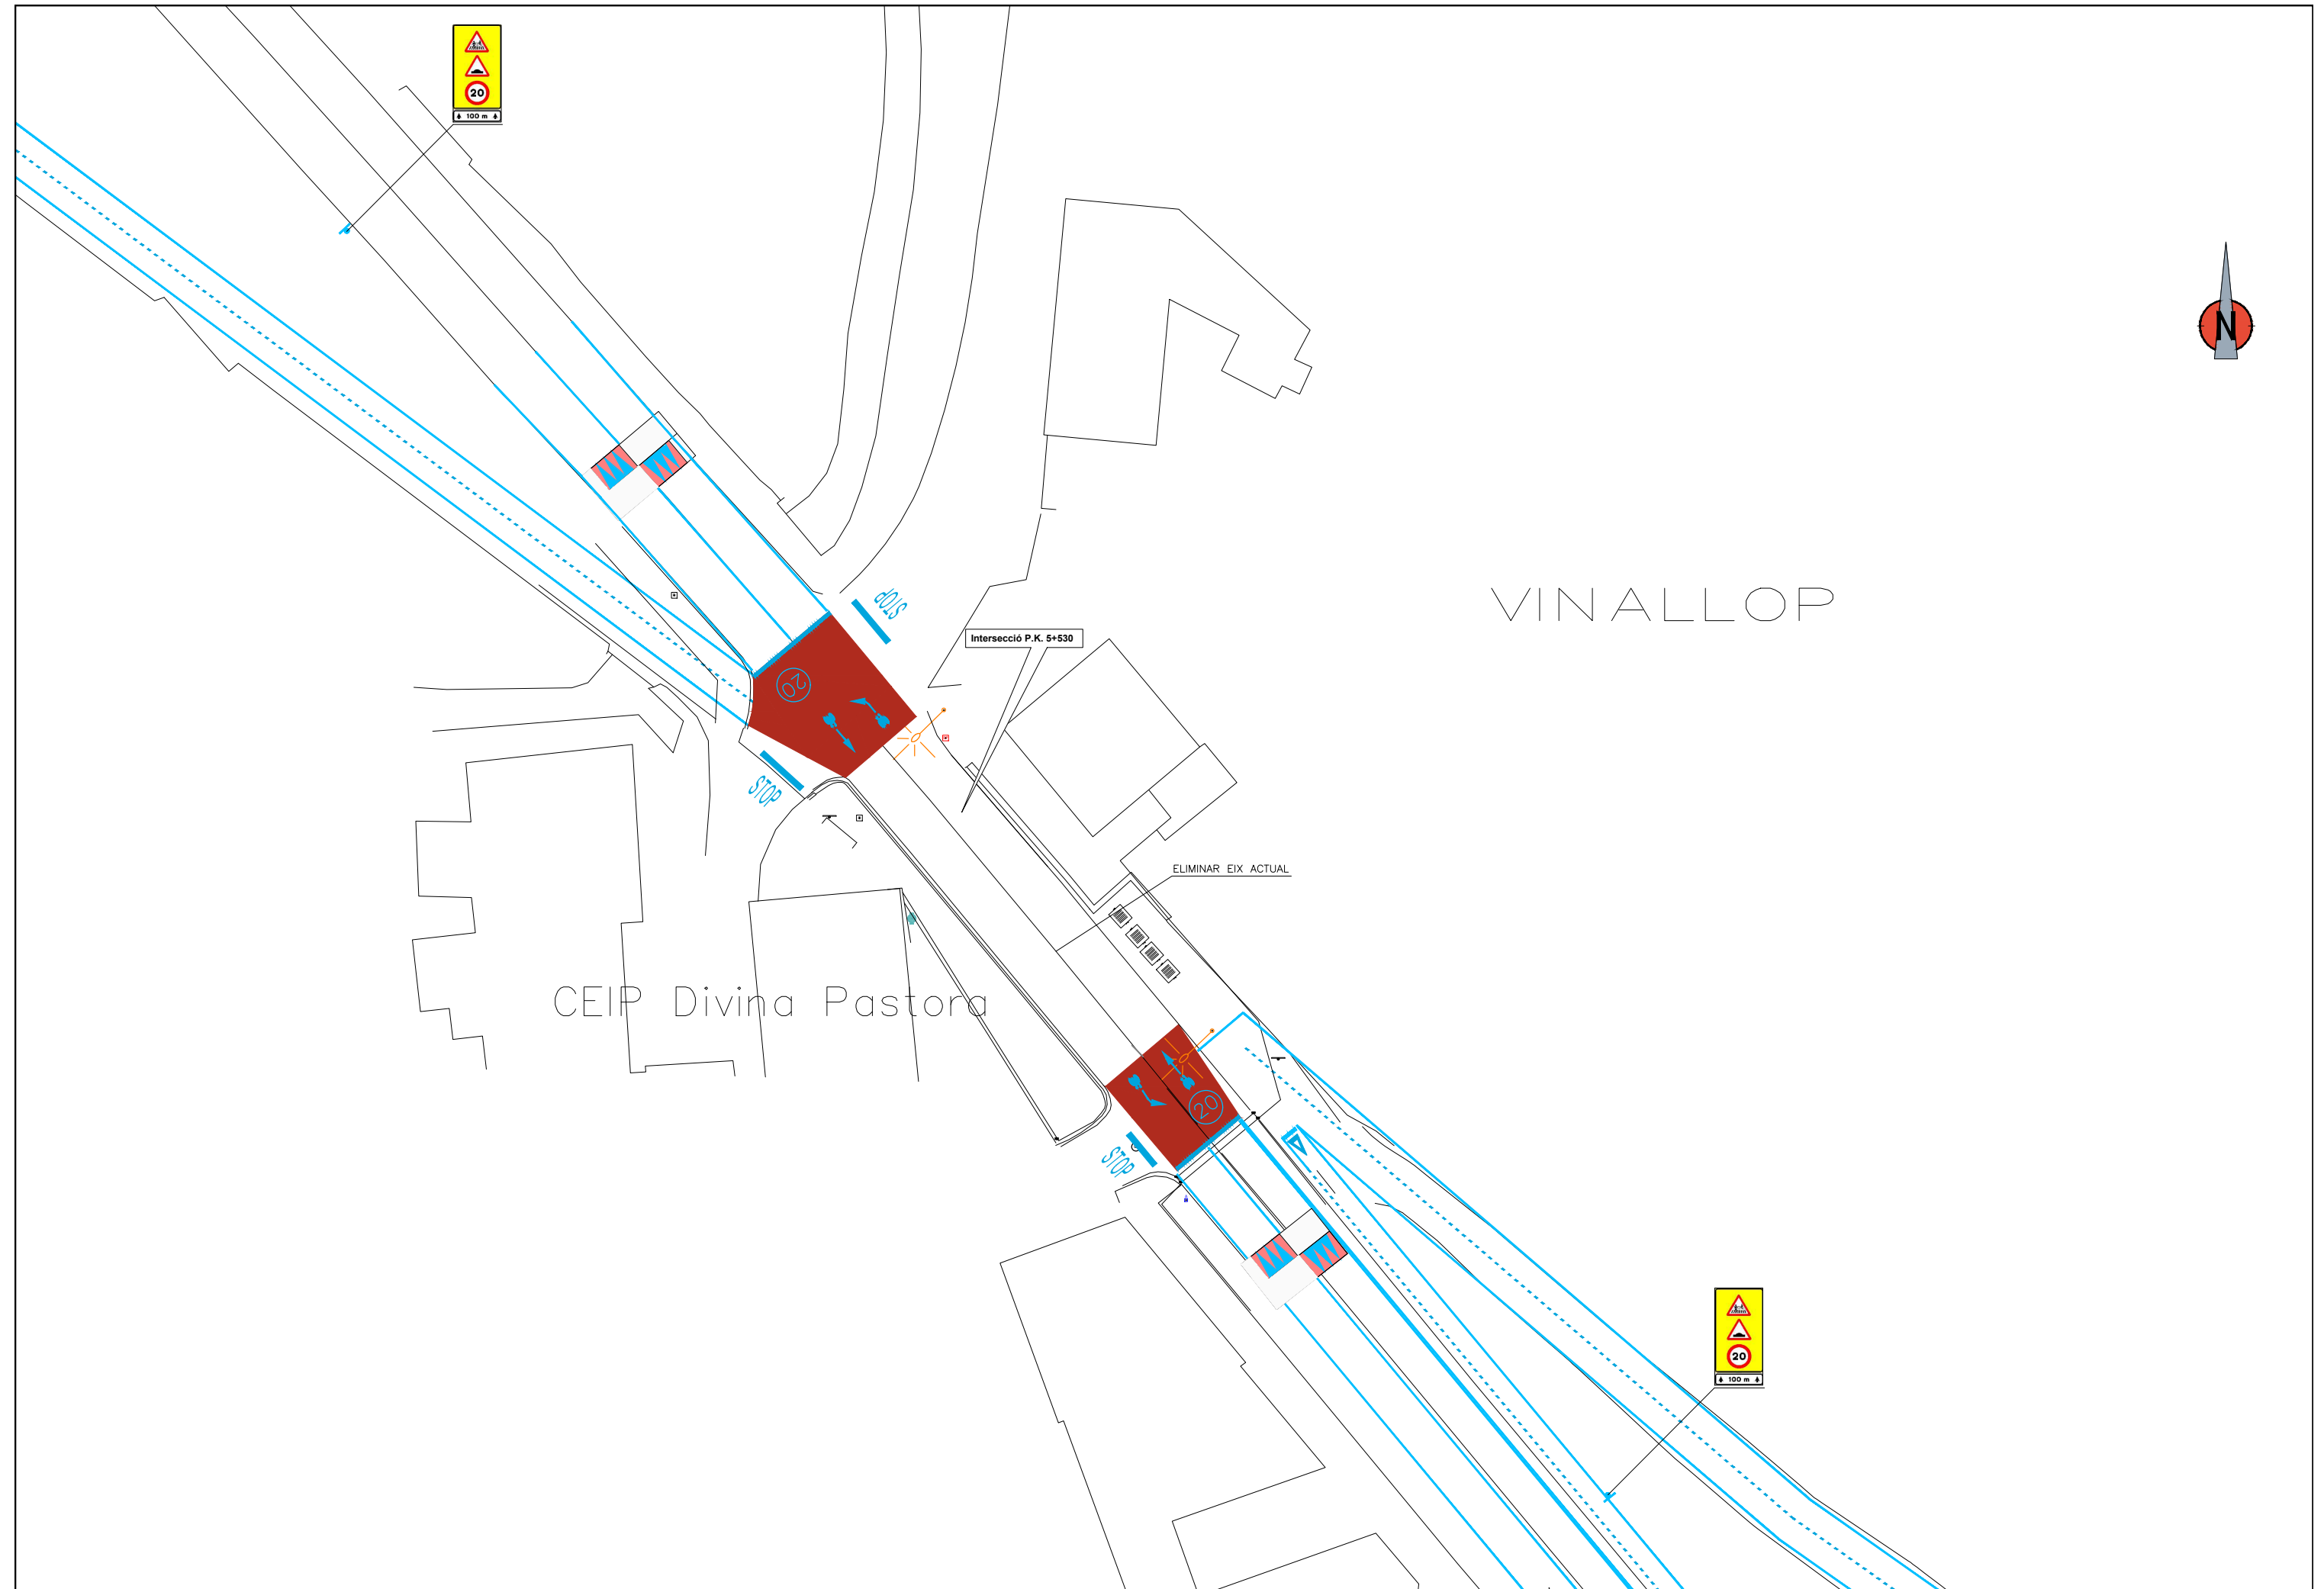 20
100 m
N
VINALLOP
STOP
Intersecció P.K. 5+530
20
STOP
ELIMINAR EIX ACTUAL
CEIP Divina Pastora
20
STOP
20
100 m